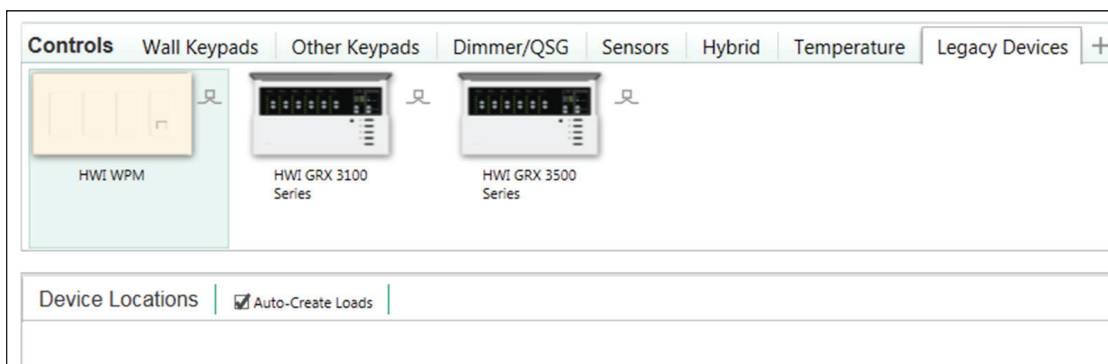 Controls Wall Keypads Other Keypads Dimmer/QSG Sensors Hybrid Temperature Legacy Devices +
HWI WPM HWI GRX 3100 HWI GRX 3500
Series Series
Device Locations Auto-Create Loads